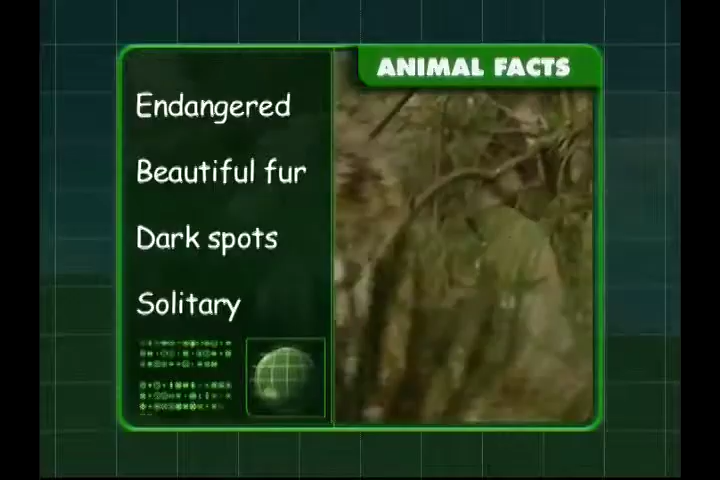 ANIMAL FACTS
Endangered
Beautiful fur
Dark spots
Solitary